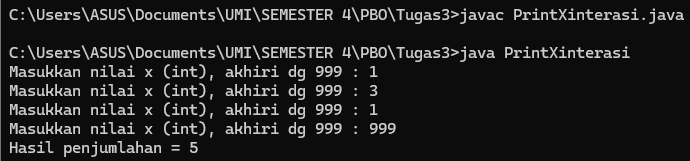 C:\Users\ASUS\Documents\UMI\SEMESTER 4\PBO\Tugas3>javac PrintXinterasi.java
C:\Users\ASUS\Documents\UMI\SEMESTER 4\PBO\Tugas3>java PrintXinterasi
Masukkan nilai x (int), akhiri dg 999 : 1
Masukkan nilai x (int), akhiri dg 999 : 3
Masukkan nilai x (int), akhiri dg 999 : 1
Masukkan nilai x (int), akhiri dg 999 : 999
Hasil penjumlahan = 5